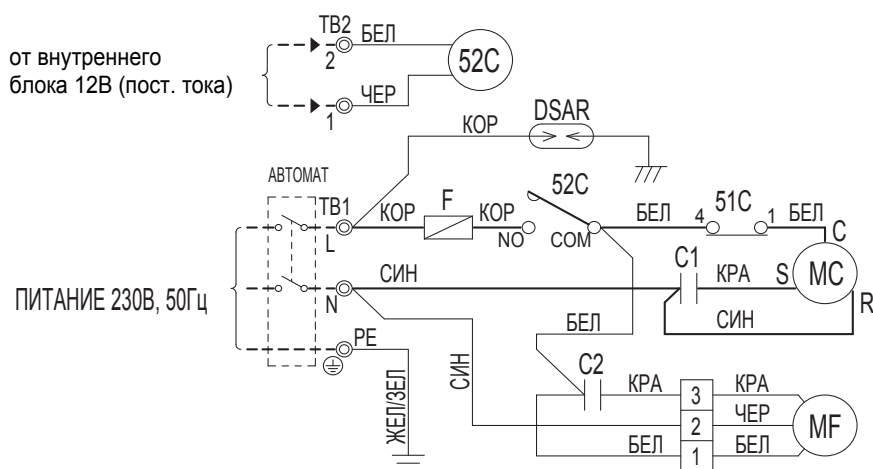 TB2
БЕЛ
2
52C
от внутреннего
блока 12В (пост. тока)
ЧЕР
1
КОР
DSAR
АВТОМАТ
TB1
КОР
F
КОР
52C
БЕЛ
51C
БЕЛ
4
1
C
L
NO
COM
СИН
C1
КРА
S
MC
R
ПИТАНИЕ 230В, 50Гц
N
СИН
PE
БЕЛ
ЖЕЛ/ЗЕЛ
СИН
C2
КРА
3
КРА
2
ЧЕР
MF
БЕЛ
1
БЕЛ